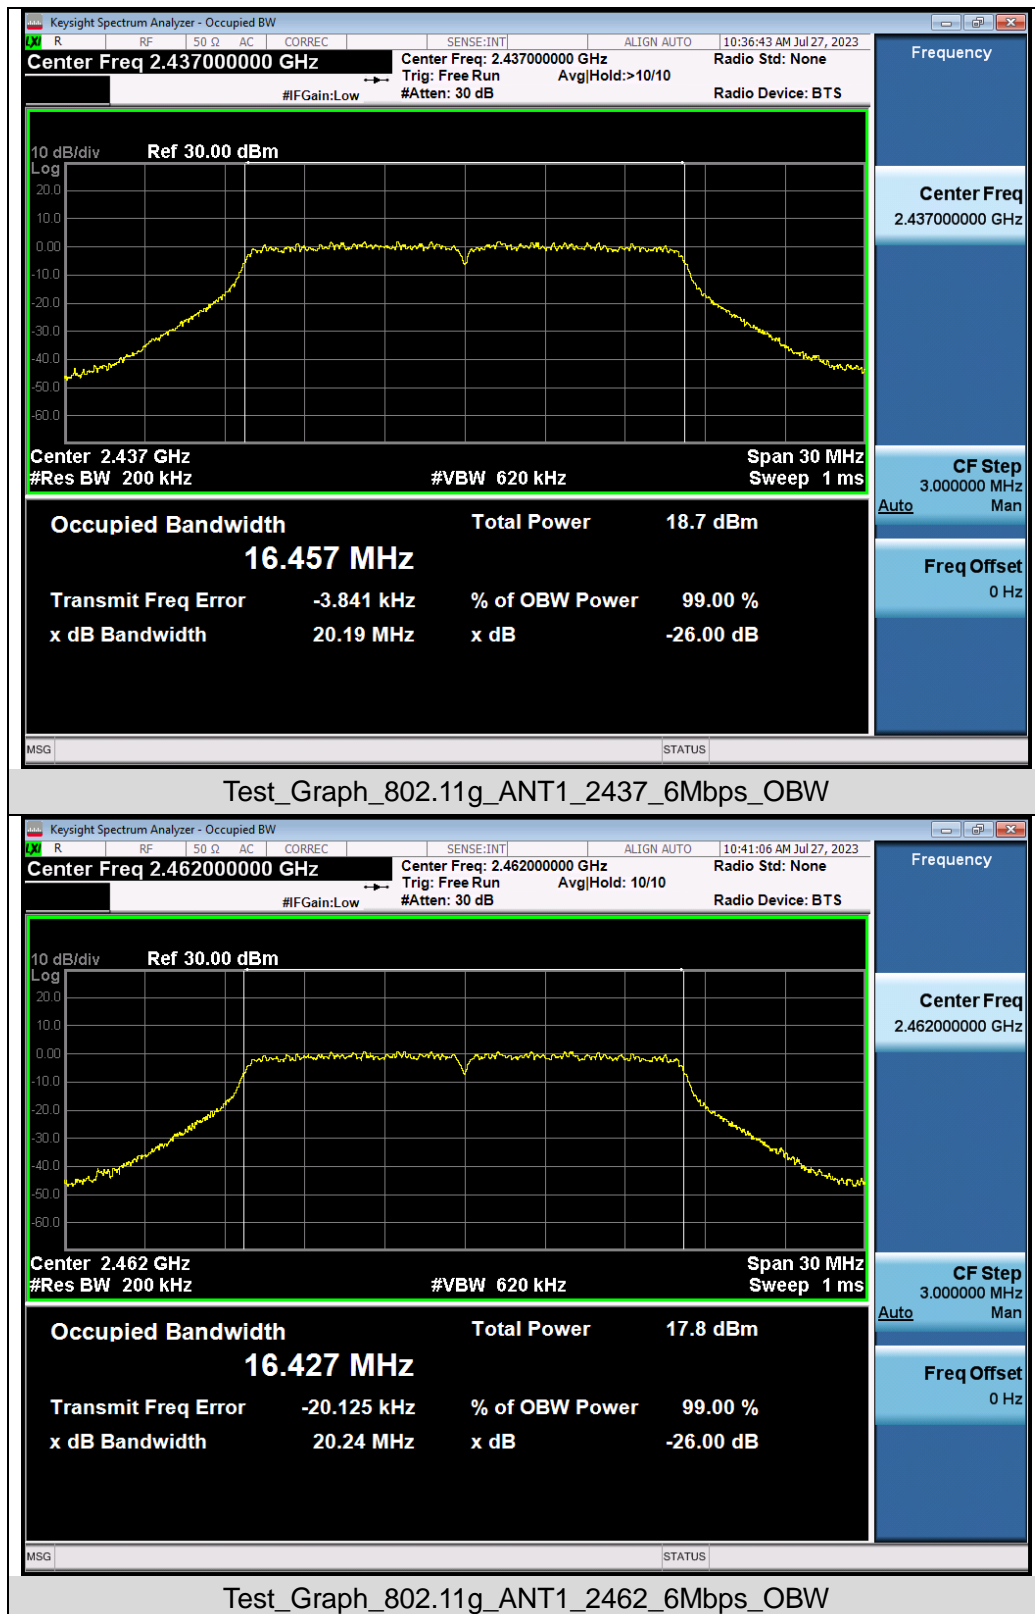 Keysight Spectrum Analyzer - Occupied BW
LXI R RF 50 Ω AC CORREC SENSE:INT ALIGN AUTO 10:36:43 AM Jul 27, 2023
Center Freq 2.437000000 GHz
Center Freq: 2.437000000 GHz
Radio Std: None
Trig: Free Run Avg|Hold:>10/10
#IFGain:Low
#Atten: 30 dB
Radio Device: BTS
Frequency
10 dB/div Ref 30.00 dBm
Log
20.0
10.0
0.00
-10.0
-20.0
-30.0
-40.0
-50.0
-60.0
Center Freq
2.437000000 GHz
Center 2.437 GHz
Span 30 MHz
#Res BW 200 kHz
#VBW 620 kHz
Sweep 1 ms
CF Step
3.000000 MHz
Auto Man
Freq Offset
0 Hz
Occupied Bandwidth
Total Power 18.7 dBm
16.457 MHz
Transmit Freq Error -3.841 kHz % of OBW Power 99.00 %
x dB Bandwidth 20.19 MHz x dB -26.00 dB
MSG STATUS
Test_Graph_802.11g_ANT1_2437_6Mbps_OBW
Keysight Spectrum Analyzer - Occupied BW
LXI R RF 50 Ω AC CORREC SENSE:INT ALIGN AUTO 10:41:06 AM Jul 27, 2023
Center Freq 2.462000000 GHz
Center Freq: 2.462000000 GHz
Radio Std: None
Trig: Free Run Avg|Hold: 10/10
#IFGain:Low
#Atten: 30 dB
Radio Device: BTS
Frequency
10 dB/div Ref 30.00 dBm
Log
20.0
10.0
0.00
-10.0
-20.0
-30.0
-40.0
-50.0
-60.0
Center Freq
2.462000000 GHz
Center 2.462 GHz
Span 30 MHz
#Res BW 200 kHz
#VBW 620 kHz
Sweep 1 ms
CF Step
3.000000 MHz
Auto Man
Freq Offset
0 Hz
Occupied Bandwidth
Total Power 17.8 dBm
16.427 MHz
Transmit Freq Error -20.125 kHz % of OBW Power 99.00 %
x dB Bandwidth 20.24 MHz x dB -26.00 dB
MSG STATUS
Test_Graph_802.11g_ANT1_2462_6Mbps_OBW